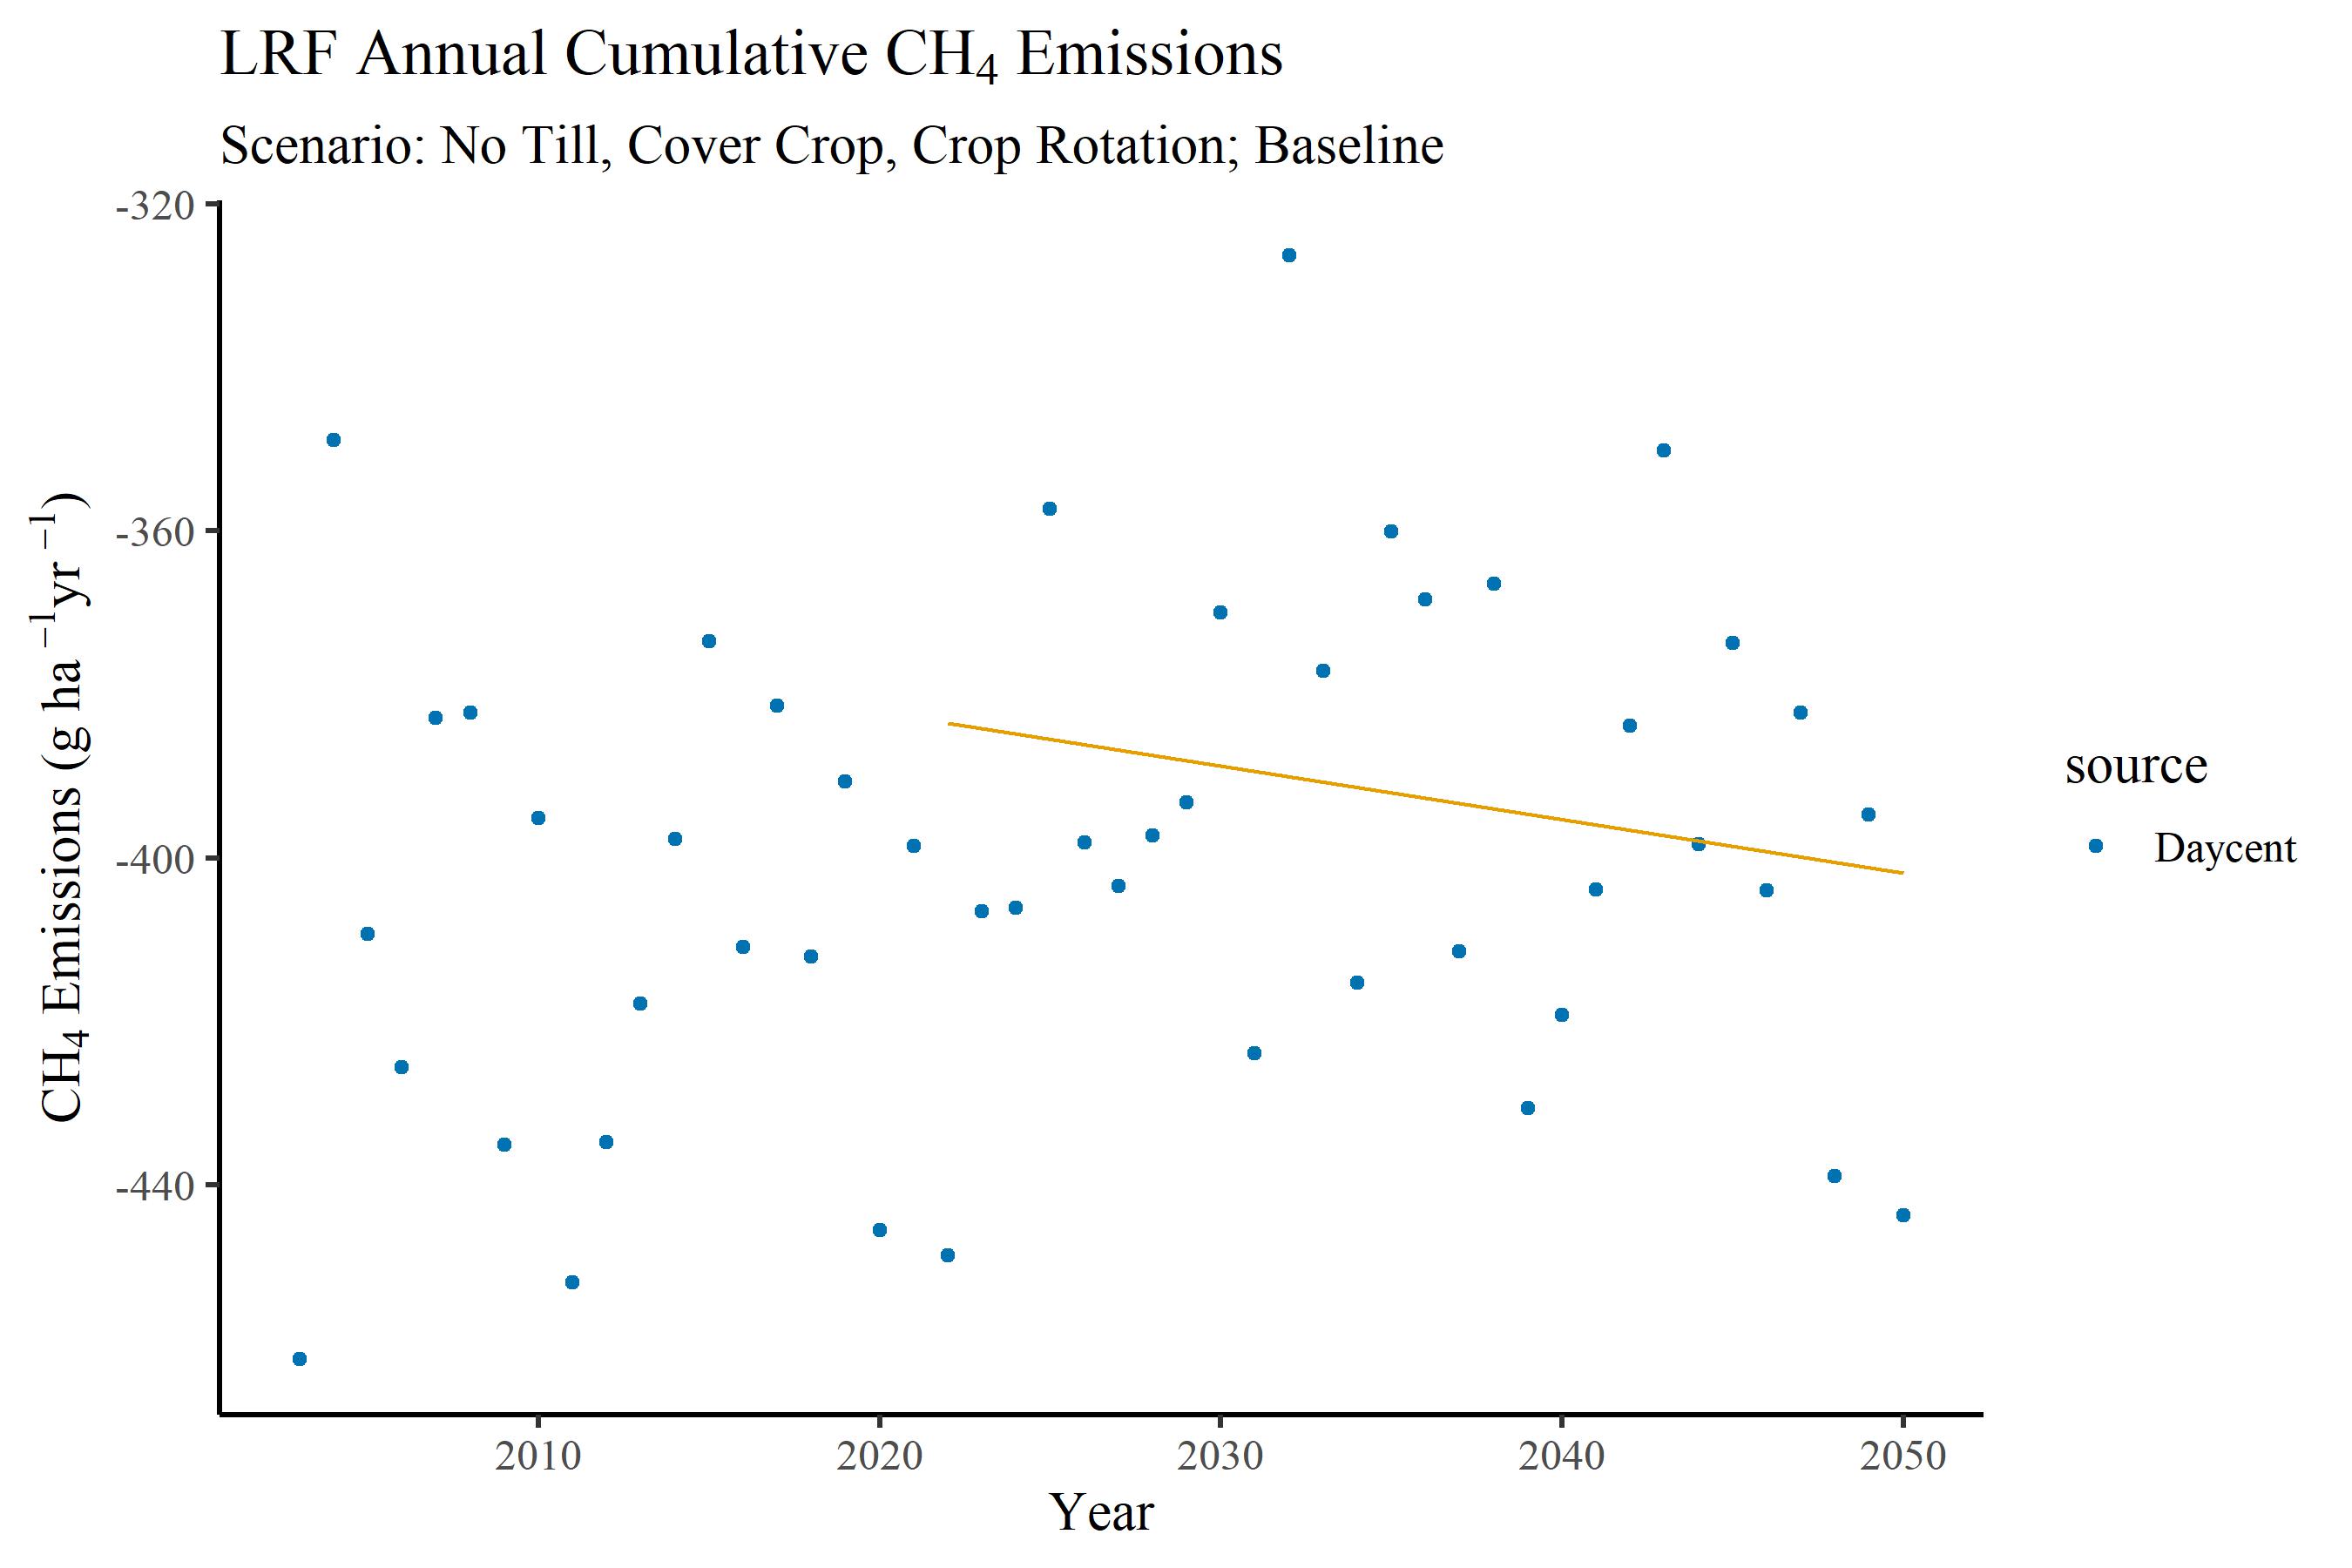 LRF Annual Cumulative CH₄ Emissions
Scenario: No Till, Cover Crop, Crop Rotation; Baseline
CH₄ Emissions (g ha ⁻¹yr ⁻¹)
-320
-360
-400
-440
2010 2020 2030 2040 2050
Year
source
Daycent